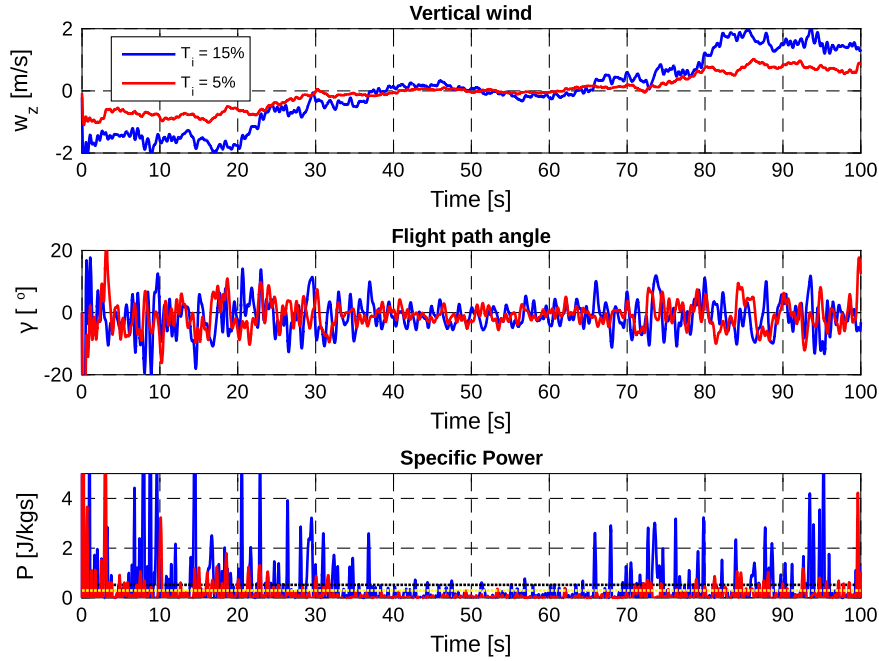 Vertical wind
w_z [m/s]
2
0
-2
T_i = 15%
T_i = 5%
0 10 20 30 40 50 60 70 80 90 100
Time [s]
Flight path angle
γ [ °]
20
0
-20
0 10 20 30 40 50 60 70 80 90 100
Time [s]
Specific Power
P [J/kgs]
4
2
0
0 10 20 30 40 50 60 70 80 90 100
Time [s]